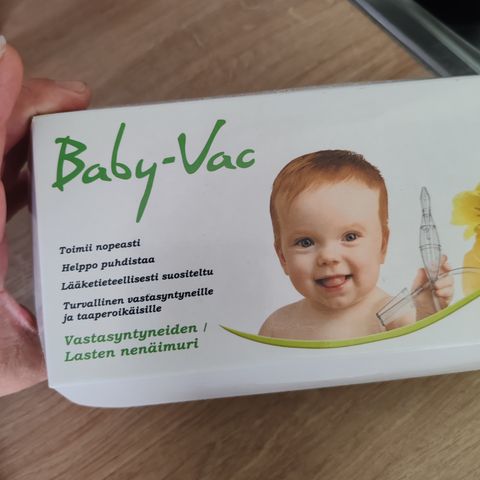 Baby-Vac
Toimii nopeasti
Helppo puhdistaa
Lääketieteellisesti suositeltu
Turvallinen vastasyntyneille
ja taaperoikäisille
Vastasyntyneiden /
Lasten nenäimuri